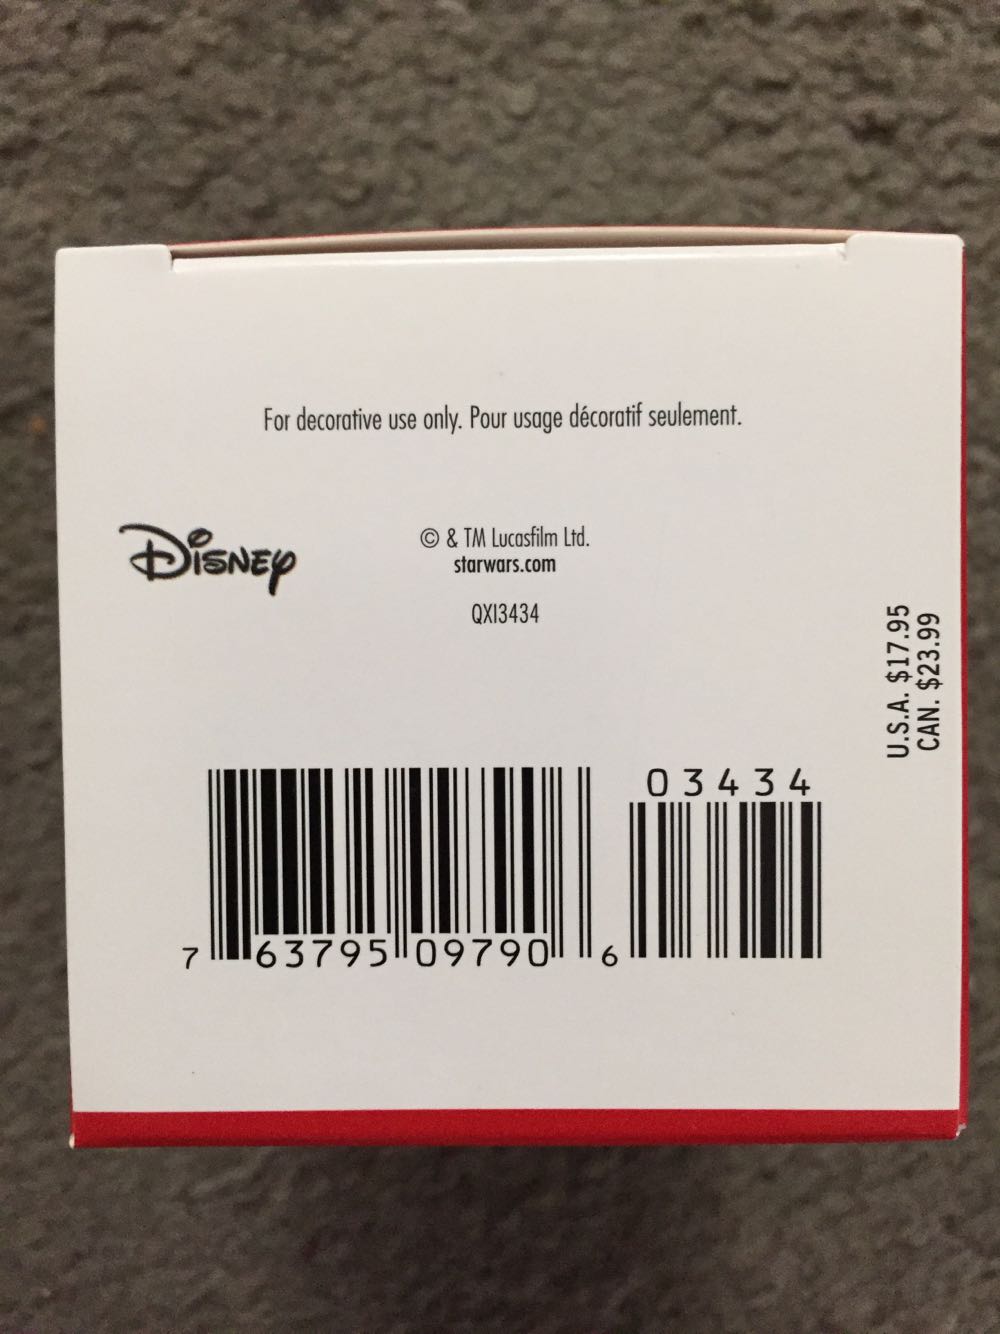 For decorative use only. Pour usage décoratif seulement.
Disney
© & TM Lucasfilm Ltd.
starwars.com
QXI3434
U.S.A. $17.95
CAN. $23.99
03434
7 63795 09790 6